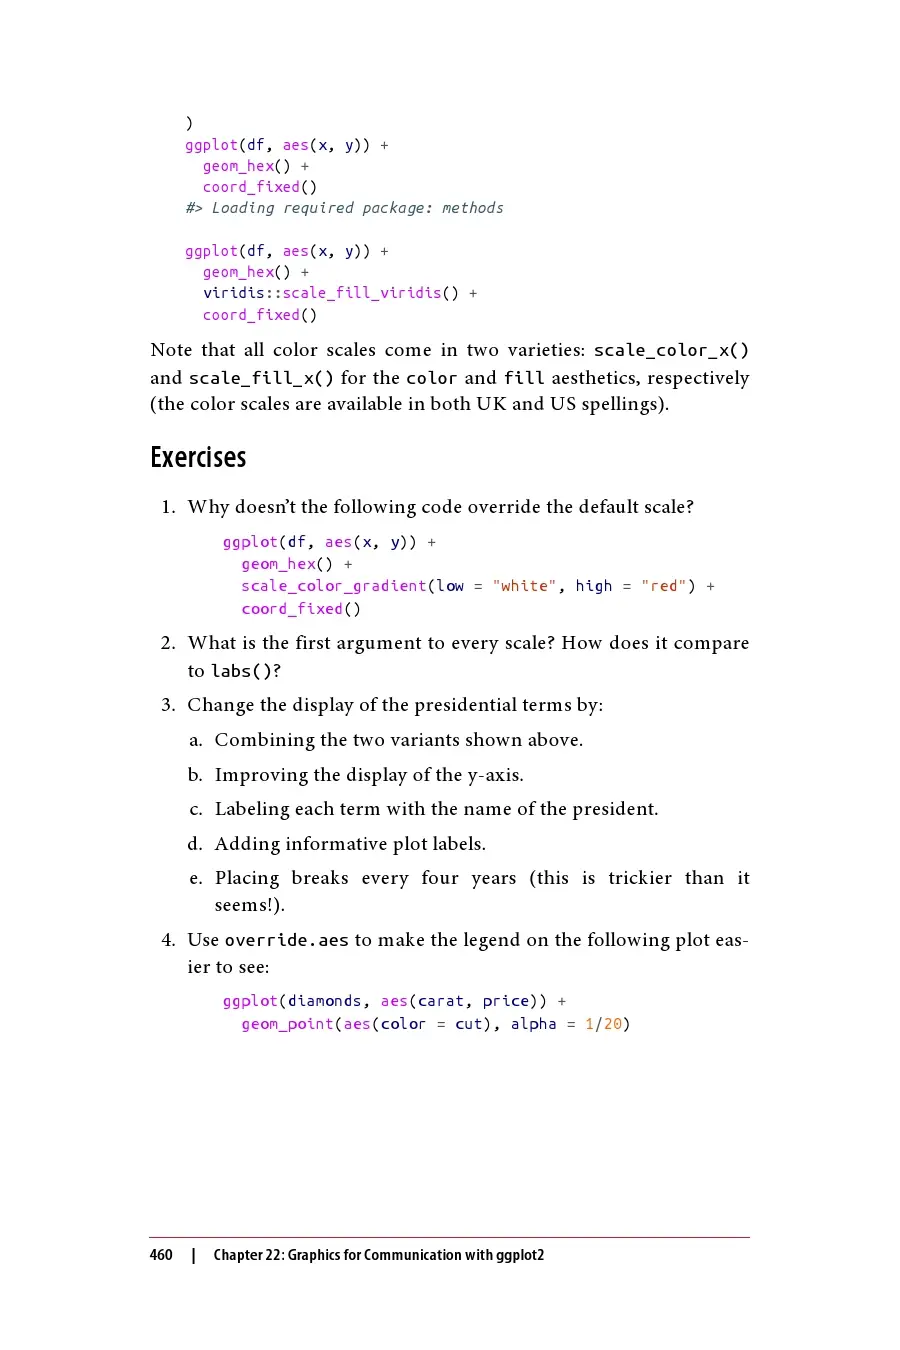 )
ggplot(df, aes(x, y)) +
  geom_hex() +
  coord_fixed()
#> Loading required package: methods

ggplot(df, aes(x, y)) +
  geom_hex() +
  viridis::scale_fill_viridis() +
  coord_fixed()
Note that all color scales come in two varieties: scale_color_x()
and scale_fill_x() for the color and fill aesthetics, respectively
(the color scales are available in both UK and US spellings).
Exercises
1. Why doesn’t the following code override the default scale?
ggplot(df, aes(x, y)) +
  geom_hex() +
  scale_color_gradient(low = "white", high = "red") +
  coord_fixed()
2. What is the first argument to every scale? How does it compare
to labs()?
3. Change the display of the presidential terms by:
a. Combining the two variants shown above.
b. Improving the display of the y-axis.
c. Labeling each term with the name of the president.
d. Adding informative plot labels.
e. Placing breaks every four years (this is trickier than it
seems!).
4. Use override.aes to make the legend on the following plot eas-
ier to see:
ggplot(diamonds, aes(carat, price)) +
  geom_point(aes(color = cut), alpha = 1/20)
460 | Chapter 22: Graphics for Communication with ggplot2